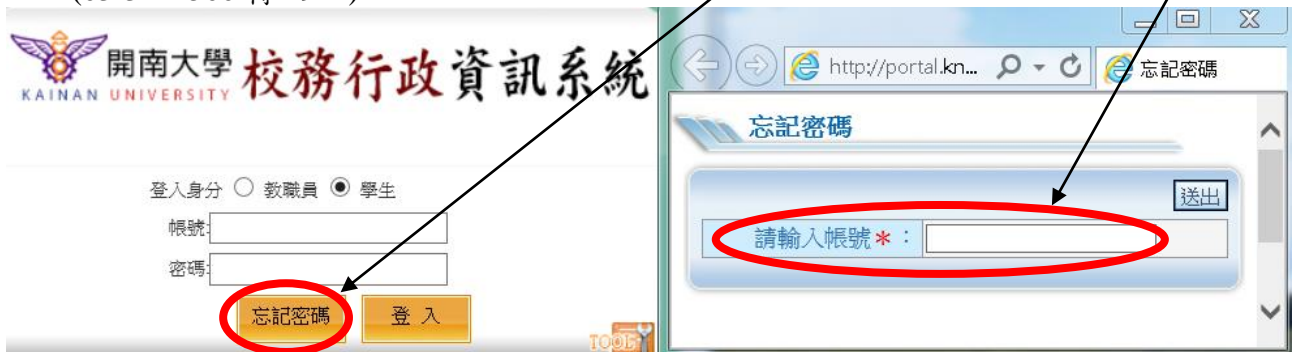 開南大學 校務行政資訊系統
KAINAN UNIVERSITY
登入身分 教職員 學生
帳號:
密碼:
忘記密碼 登 入
TOOL
http://portal.kn... 忘記密碼
忘記密碼
送出
請輸入帳號*：